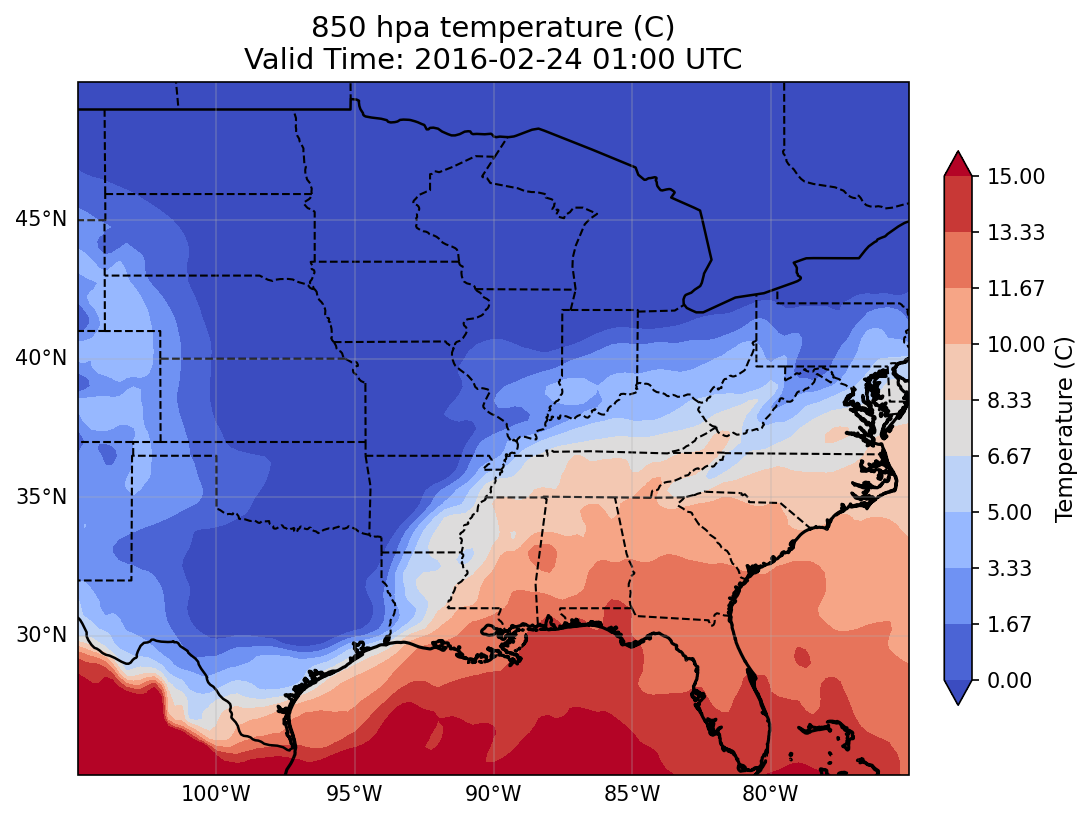 850 hpa temperature (C)
Valid Time: 2016-02-24 01:00 UTC
45°N
40°N
35°N
30°N
100°W
95°W
90°W
85°W
80°W
15.00
13.33
11.67
10.00
8.33
6.67
5.00
3.33
1.67
0.00
Temperature (C)